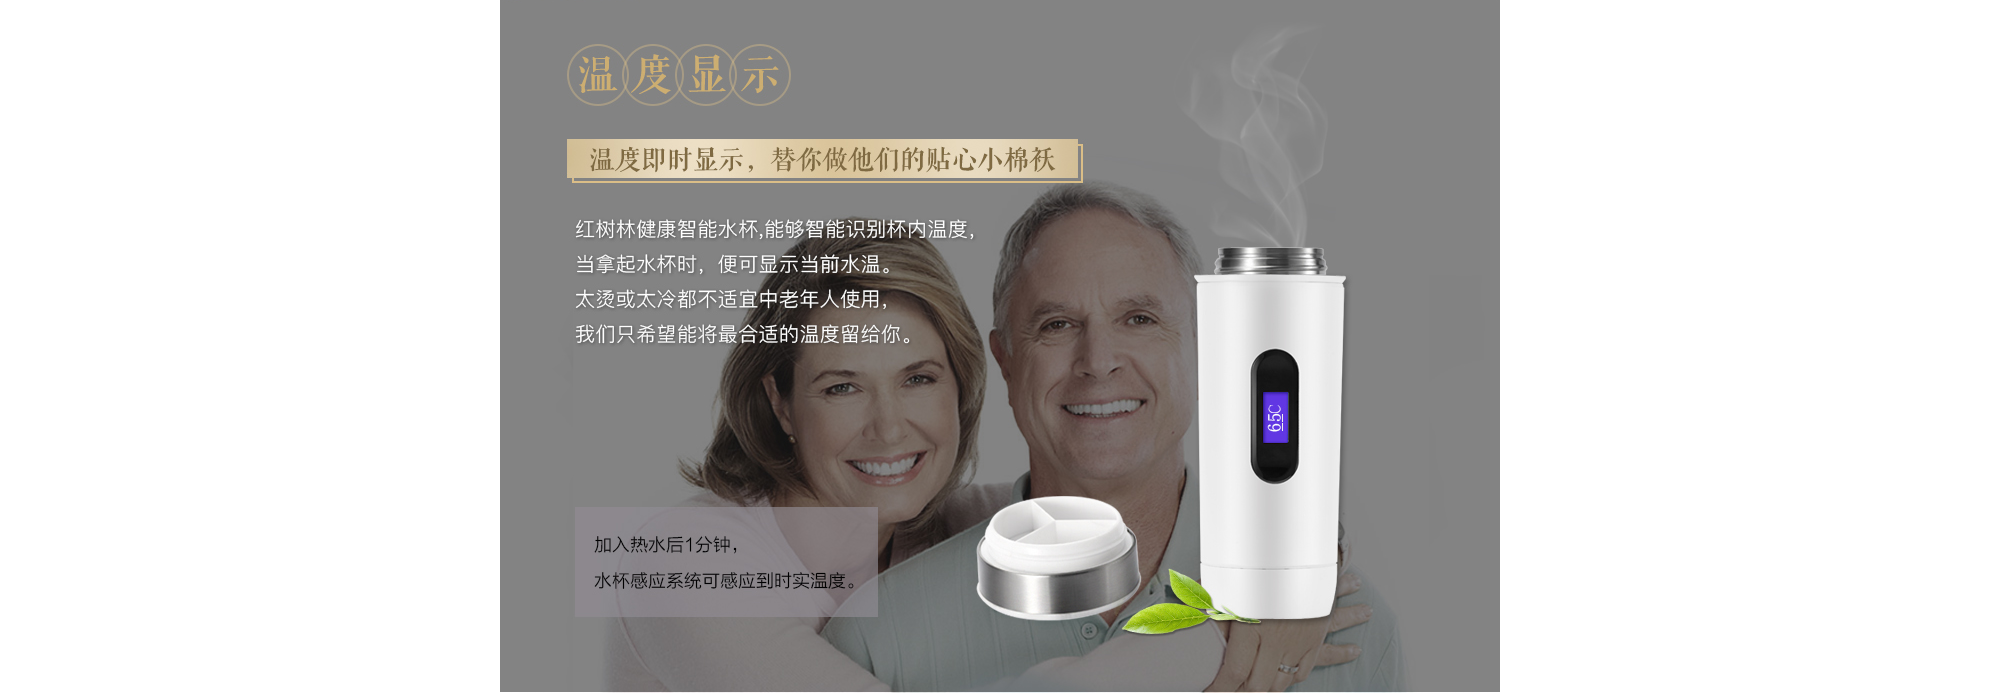 温度显示
温度即时显示，替你做他们的贴心小棉袄
红树林健康智能水杯,能够智能识别杯内温度，
当拿起水杯时，便可显示当前水温。
太烫或太冷都不适宜中老年人使用，
我们只希望能将最合适的温度留给你。
65C
加入热水后1分钟，
水杯感应系统可感应到时实温度。